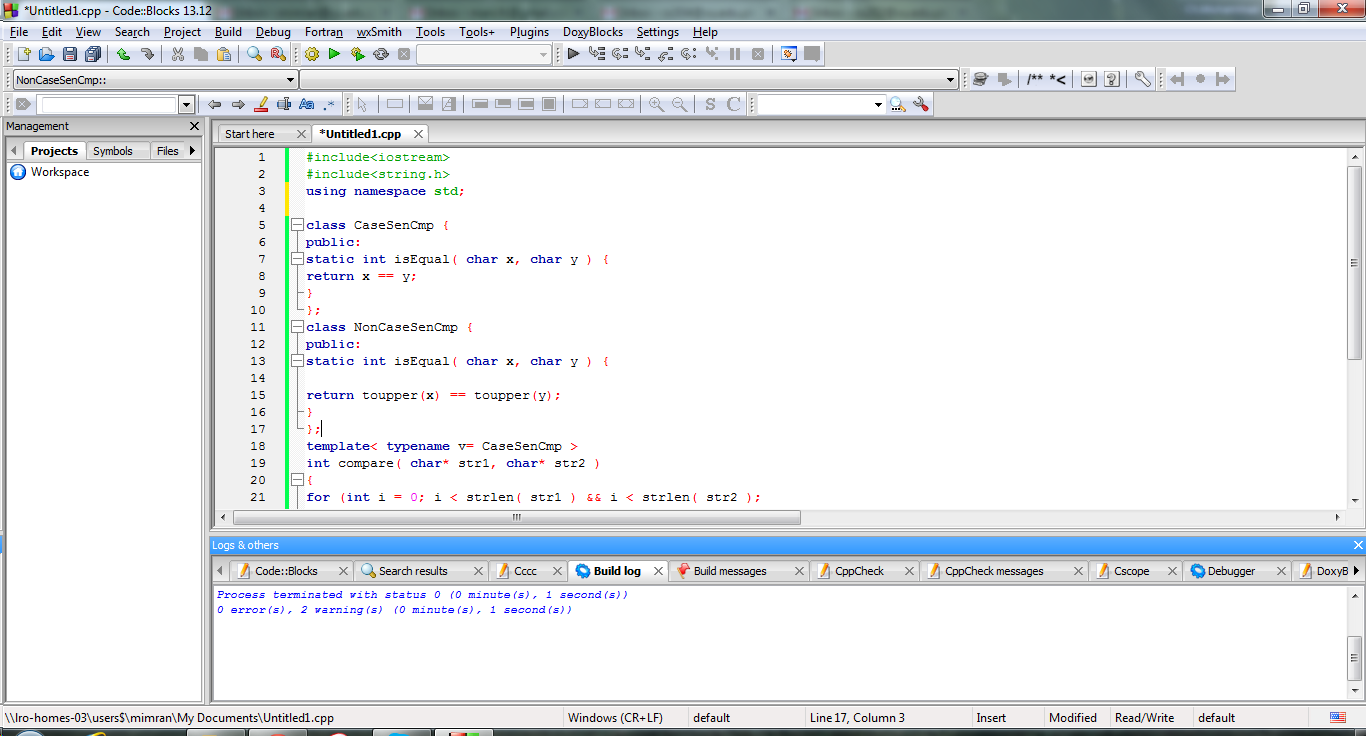 *Untitled1.cpp - Code::Blocks 13.12
File Edit View Search Project Build Debug Fortran wxSmith Tools Tools+ Plugins DoxyBlocks Settings Help
NonCaseSenCmp::
/** *<
Aa .*
S C
Management
Start here *Untitled1.cpp
Projects Symbols Files
Workspace
1 #include<iostream>
2 #include<string.h>
3 using namespace std;
4
5 class CaseSenCmp {
6 public:
7 static int isEqual( char x, char y ) {
8 return x == y;
9 }
10 };
11 class NonCaseSenCmp {
12 public:
13 static int isEqual( char x, char y ) {
14
15 return toupper(x) == toupper(y);
16 }
17 };
18 template< typename v= CaseSenCmp >
19 int compare( char* str1, char* str2 )
20 {
21 for (int i = 0; i < strlen( str1 ) && i < strlen( str2 );
Logs & others
Code::Blocks Search results Cccc Build log Build messages CppCheck CppCheck messages Cscope Debugger DoxyB
Process terminated with status 0 (0 minute(s), 1 second(s))
0 error(s), 2 warning(s) (0 minute(s), 1 second(s))
\\lro-homes-03\users$\mimran\My Documents\Untitled1.cpp Windows (CR+LF) default Line 17, Column 3 Insert Modified Read/Write default